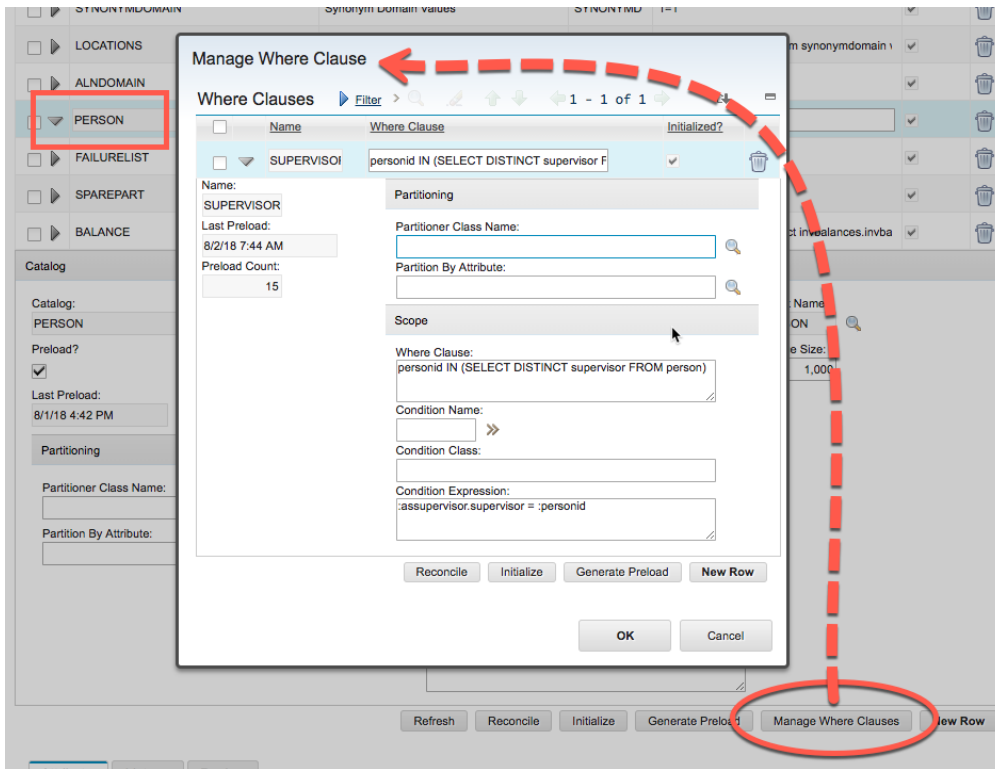 SYNONYMDOMAIN Synonym Domain Values SYNONYMD 1=1
LOCATIONS m synonymdomain
ALNDOMAIN
PERSON
FAILURELIST
SPAREPART
BALANCE ct invbalances.invba
Manage Where Clause
Where Clauses Filter > 1 - 1 of 1
Name Where Clause Initialized?
SUPERVISOR personid IN (SELECT DISTINCT supervisor F
Name:
SUPERVISOR
Last Preload:
8/2/18 7:44 AM
Preload Count:
15
Partitioning
Partitioner Class Name:
Partition By Attribute:
Scope
Where Clause:
personid IN (SELECT DISTINCT supervisor FROM person)
Condition Name:
Condition Class:
Condition Expression:
:assupervisor.supervisor = :personid
Reconcile Initialize Generate Preload New Row
OK Cancel
Catalog
Catalog:
PERSON
Preload?
Last Preload:
8/1/18 4:42 PM
Partitioning
Partitioner Class Name:
Partition By Attribute:
t Name
ON
e Size:
1,000
Refresh Reconcile Initialize Generate Preload Manage Where Clauses New Row